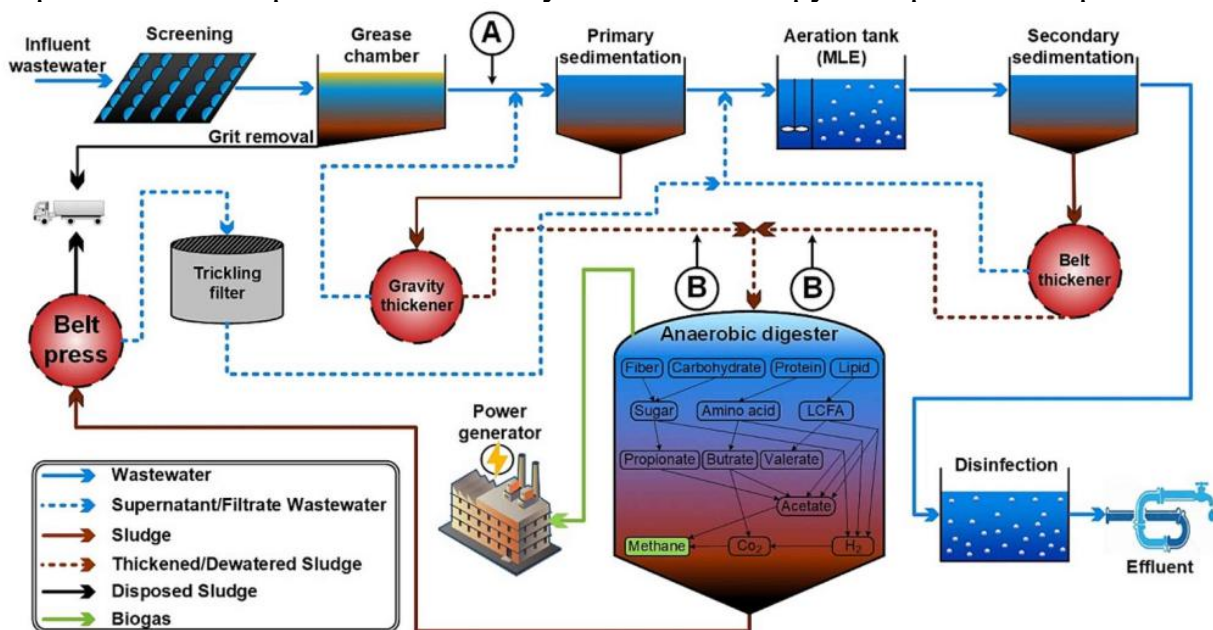 Screening
Grease
chamber
A
Primary
sedimentation
Aeration tank
(MLE)
Secondary
sedimentation
Influent
wastewater
Grit removal
Trickling
filter
Gravity
thickener
B
B
Belt
thickener
Belt
press
Anaerobic digester
Fiber
Carbohydrate
Protein
Lipid
Sugar
Amino acid
LCFA
Propionate
Butrate
Valerate
Acetate
Methane
Co2
H2
Power
generator
Disinfection
Effluent
Wastewater
Supernatant/Filtrate Wastewater
Sludge
Thickened/Dewatered Sludge
Disposed Sludge
Biogas